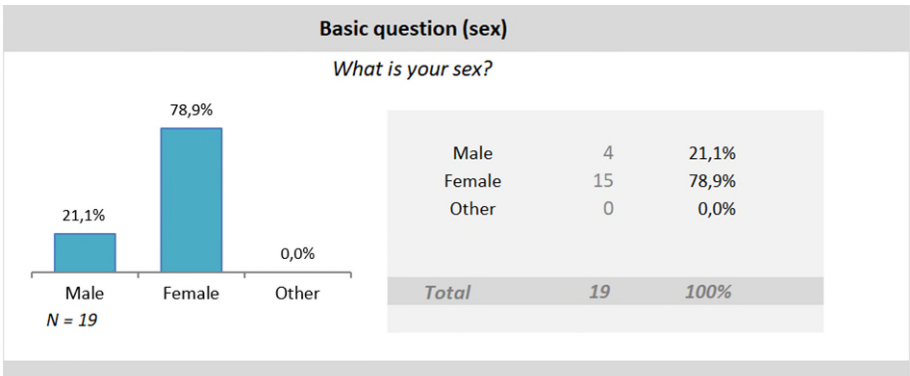 Basic question (sex)
What is your sex?
78,9%
21,1%
0,0%
Male Female Other
N = 19
Male 4 21,1%
Female 15 78,9%
Other 0 0,0%
Total 19 100%